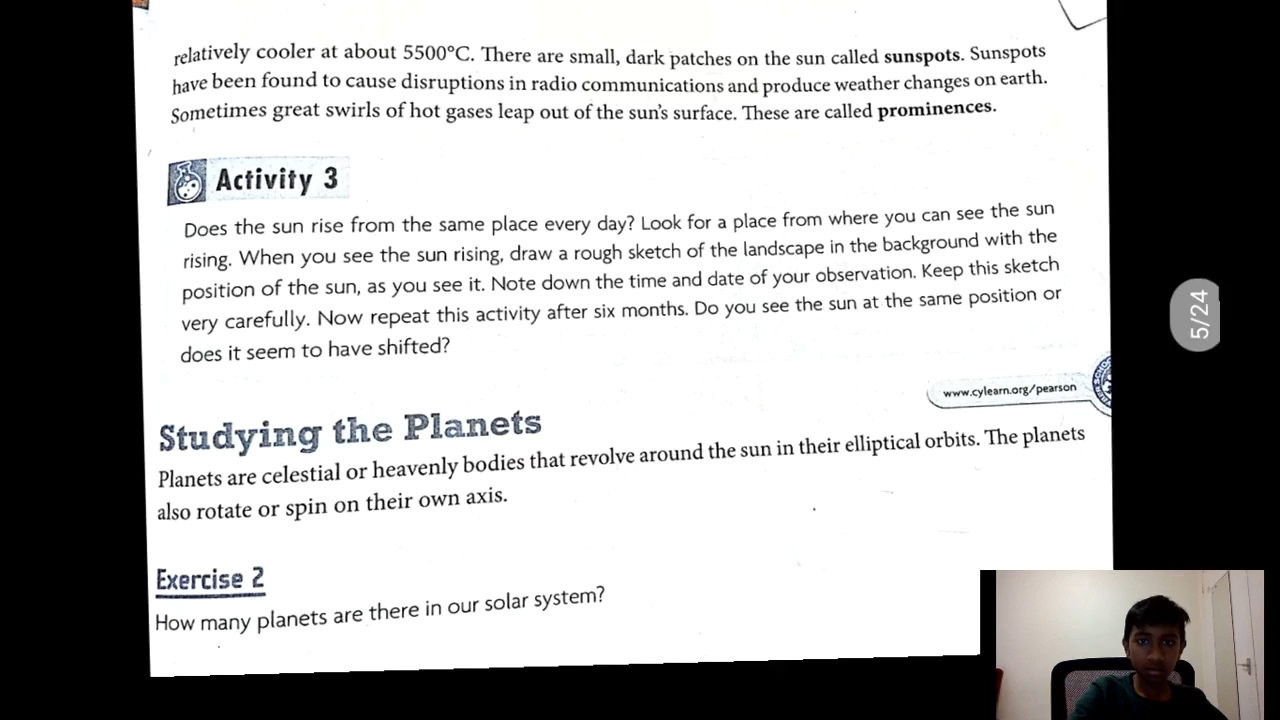 relatively cooler at about 5500°C. There are small, dark patches on the sun called sunspots. Sunspots
have been found to cause disruptions in radio communications and produce weather changes on earth.
Sometimes great swirls of hot gases leap out of the sun's surface. These are called prominences.
Activity 3
Does the sun rise from the same place every day? Look for a place from where you can see the sun
rising. When you see the sun rising, draw a rough sketch of the landscape in the background with the
position of the sun, as you see it. Note down the time and date of your observation. Keep this sketch
very carefully. Now repeat this activity after six months. Do you see the sun at the same position or
does it seem to have shifted?
www.cylearn.org/pearson
Studying the Planets
Planets are celestial or heavenly bodies that revolve around the sun in their elliptical orbits. The planets
also rotate or spin on their own axis.
Exercise 2
How many planets are there in our solar system?
5/24